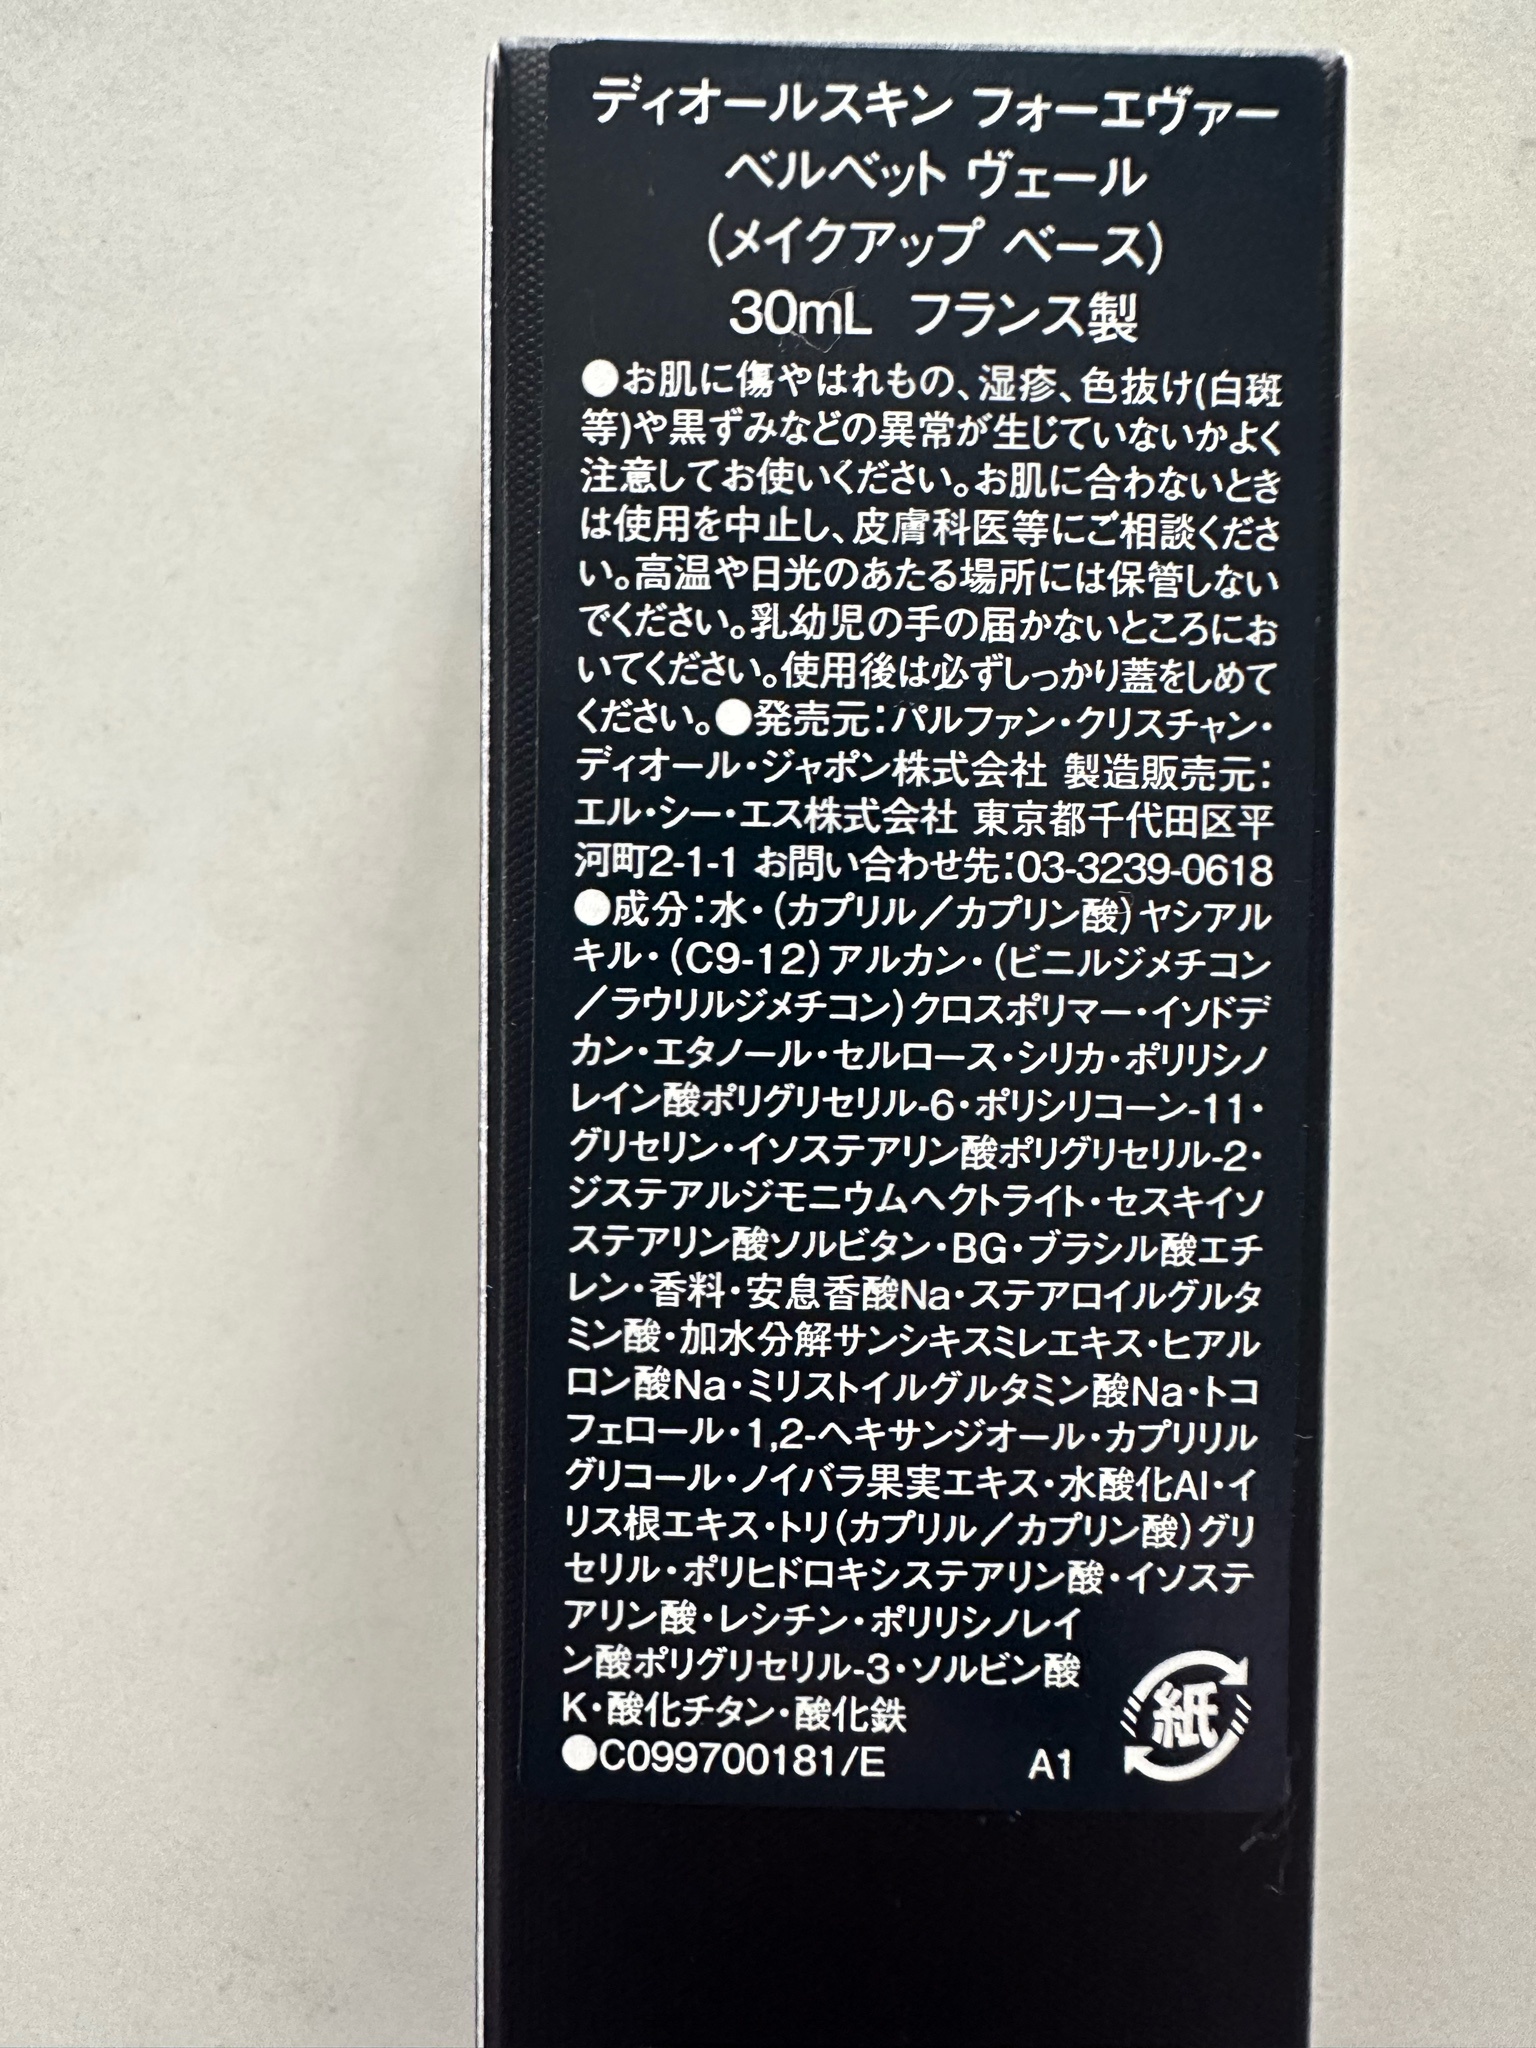 ディオールスキン フォーエヴァー
ベルベット ヴェール
(メイクアップ ベース)
30mL フランス製
●お肌に傷やはれもの、湿疹、色抜け(白斑
等)や黒ずみなどの異常が生じていないかよく
注意してお使いください。お肌に合わないとき
は使用を中止し、皮膚科医等にご相談くださ
い。高温や日光のあたる場所には保管しない
でください。乳幼児の手の届かないところにお
いてください。使用後は必ずしっかり蓋をしめて
ください。●発売元：パルファン・クリスチャン・
ディオール・ジャポン株式会社 製造販売元：
エル・シー・エス株式会社 東京都千代田区平
河町2-1-1 お問い合わせ先：03-3239-0618
●成分：水・(カプリル／カプリン酸)ヤシアル
キル・(C9-12)アルカン・(ビニルジメチコン
／ラウリルジメチコン)クロスポリマー・イソドデ
カン・エタノール・セルロース・シリカ・ポリリシノ
レイン酸ポリグリセリル-6・ポリシリコーン-11・
グリセリン・イソステアリン酸ポリグリセリル-2・
ジステアルジモニウムヘクトライト・セスキイソ
ステアリン酸ソルビタン・BG・ブラシル酸エチ
レン・香料・安息香酸Na・ステアロイルグルタ
ミン酸・加水分解サンシキスミレエキス・ヒアル
ロン酸Na・ミリストイルグルタミン酸Na・トコ
フェロール・1,2-ヘキサンジオール・カプリリル
グリコール・ノイバラ果実エキス・水酸化Al・イ
リス根エキス・トリ(カプリル／カプリン酸)グリ
セリル・ポリヒドロキシステアリン酸・イソステ
アリン酸・レシチン・ポリリシノレイ
ン酸ポリグリセリル-3・ソルビン酸
K・酸化チタン・酸化鉄
●C099700181/E A1
紙